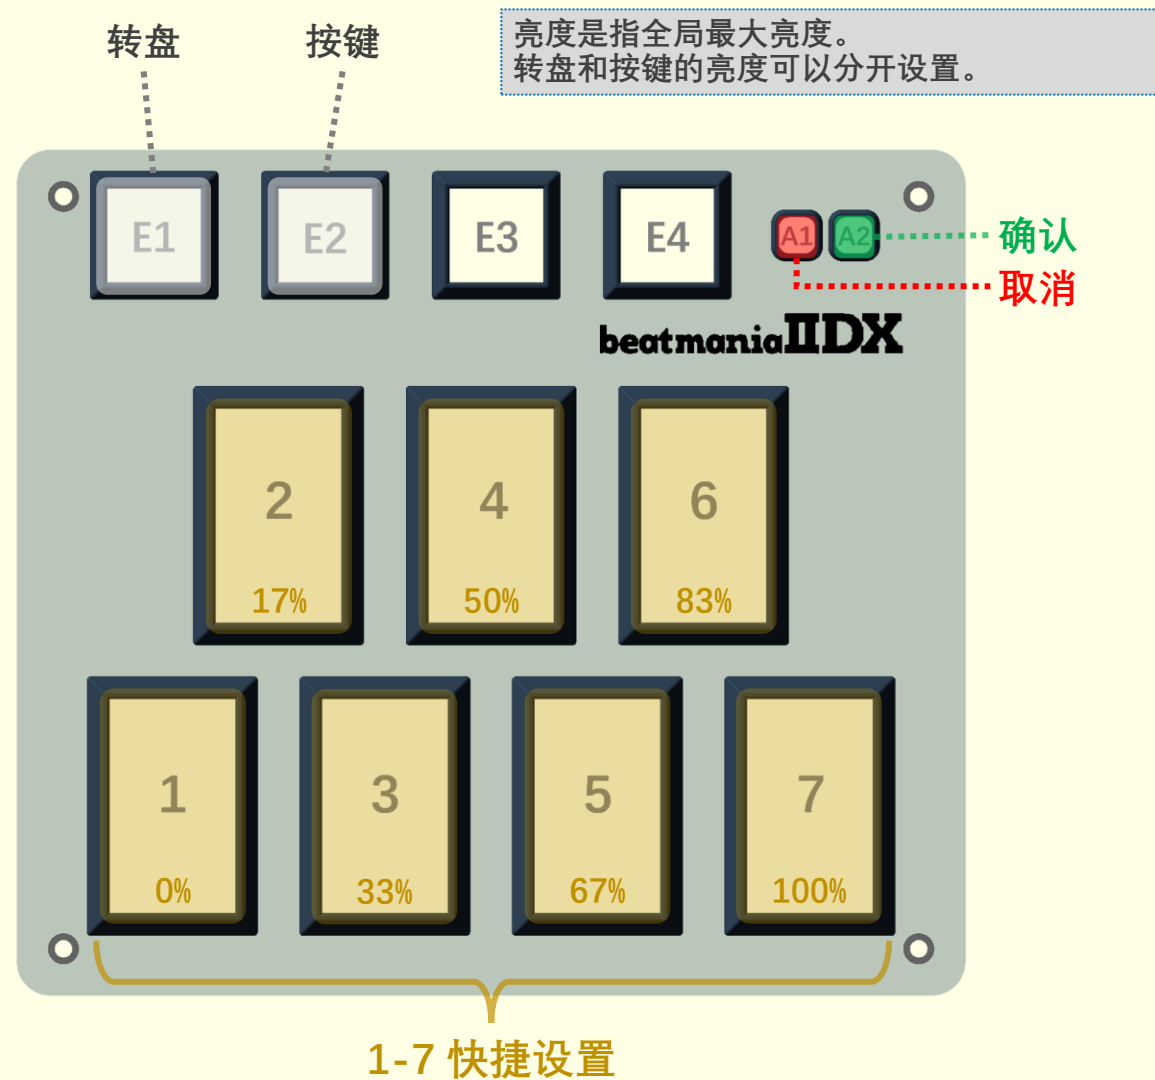 转盘
按键
亮度是指全局最大亮度。
转盘和按键的亮度可以分开设置。
E1
E2
E3
E4
A1
A2
确认
取消
beatmania IIDX
2
17%
4
50%
6
83%
1
0%
3
33%
5
67%
7
100%
1-7 快捷设置